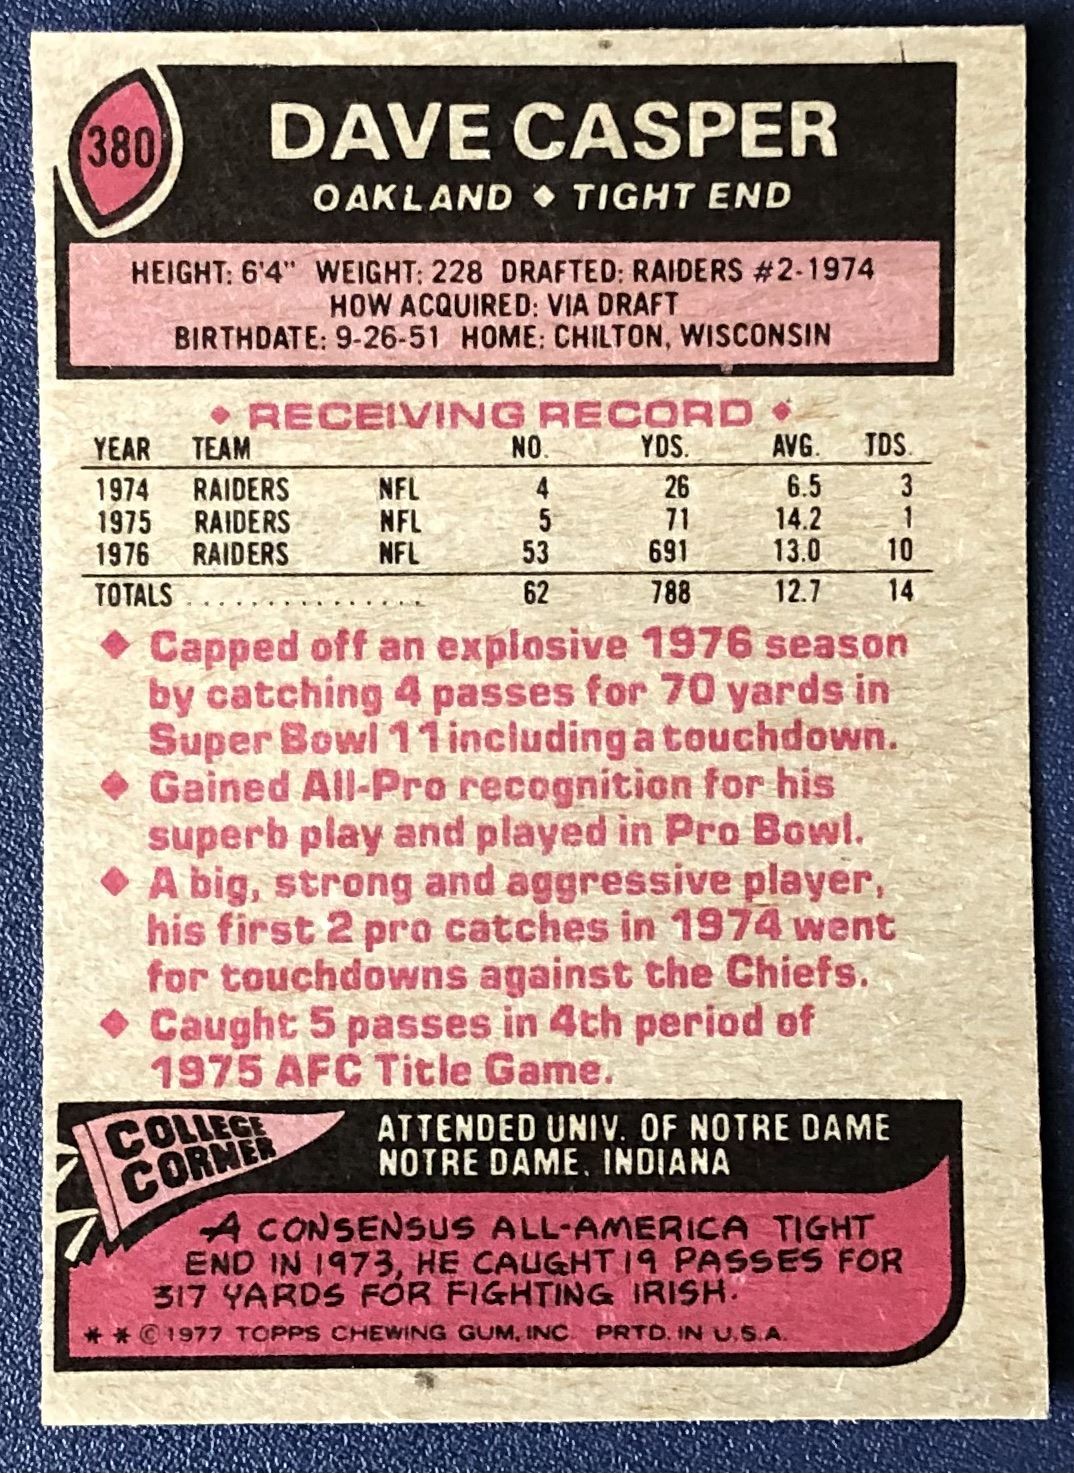 380
DAVE CASPER
OAKLAND ◆ TIGHT END
HEIGHT: 6'4" WEIGHT: 228 DRAFTED: RAIDERS #2-1974
HOW ACQUIRED: VIA DRAFT
BIRTHDATE: 9-26-51 HOME: CHILTON, WISCONSIN
◆ RECEIVING RECORD ◆
YEAR TEAM NO. YDS. AVG. TDS.
1974 RAIDERS NFL 4 26 6.5 3
1975 RAIDERS NFL 5 71 14.2 1
1976 RAIDERS NFL 53 691 13.0 10
TOTALS ............... 62 788 12.7 14
◆ Capped off an explosive 1976 season
by catching 4 passes for 70 yards in
Super Bowl 11 including a touchdown.
◆ Gained All-Pro recognition for his
superb play and played in Pro Bowl.
◆ A big, strong and aggressive player,
his first 2 pro catches in 1974 went
for touchdowns against the Chiefs.
◆ Caught 5 passes in 4th period of
1975 AFC Title Game.
COLLEGE
CORNER
ATTENDED UNIV. OF NOTRE DAME
NOTRE DAME, INDIANA
A CONSENSUS ALL-AMERICA TIGHT
END IN 1973, HE CAUGHT 19 PASSES FOR
317 YARDS FOR FIGHTING IRISH.
* * © 1977 TOPPS CHEWING GUM, INC. PRTD. IN U.S.A.